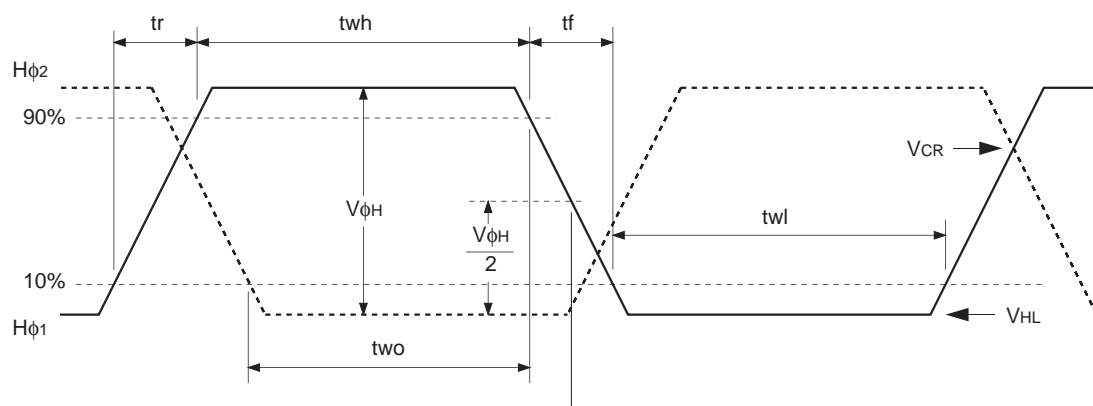 tr
twh
tf
Hϕ2
90%
VCR
VϕH
twl
VϕH
2
10%
Hϕ1
VHL
two